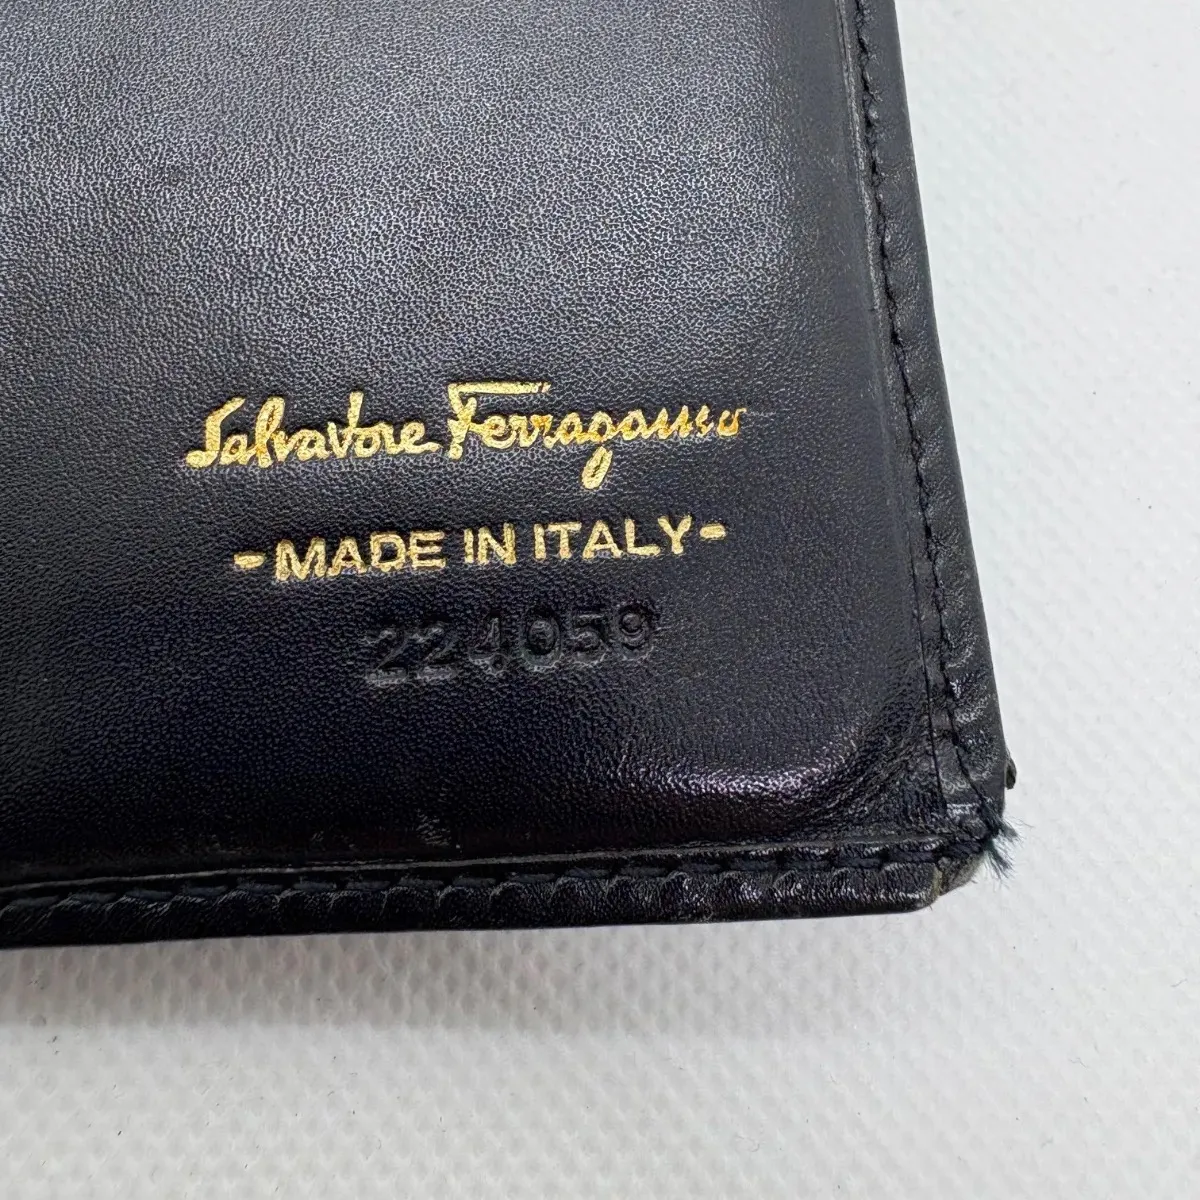 Salvatore Ferragamo
-MADE IN ITALY-
224059